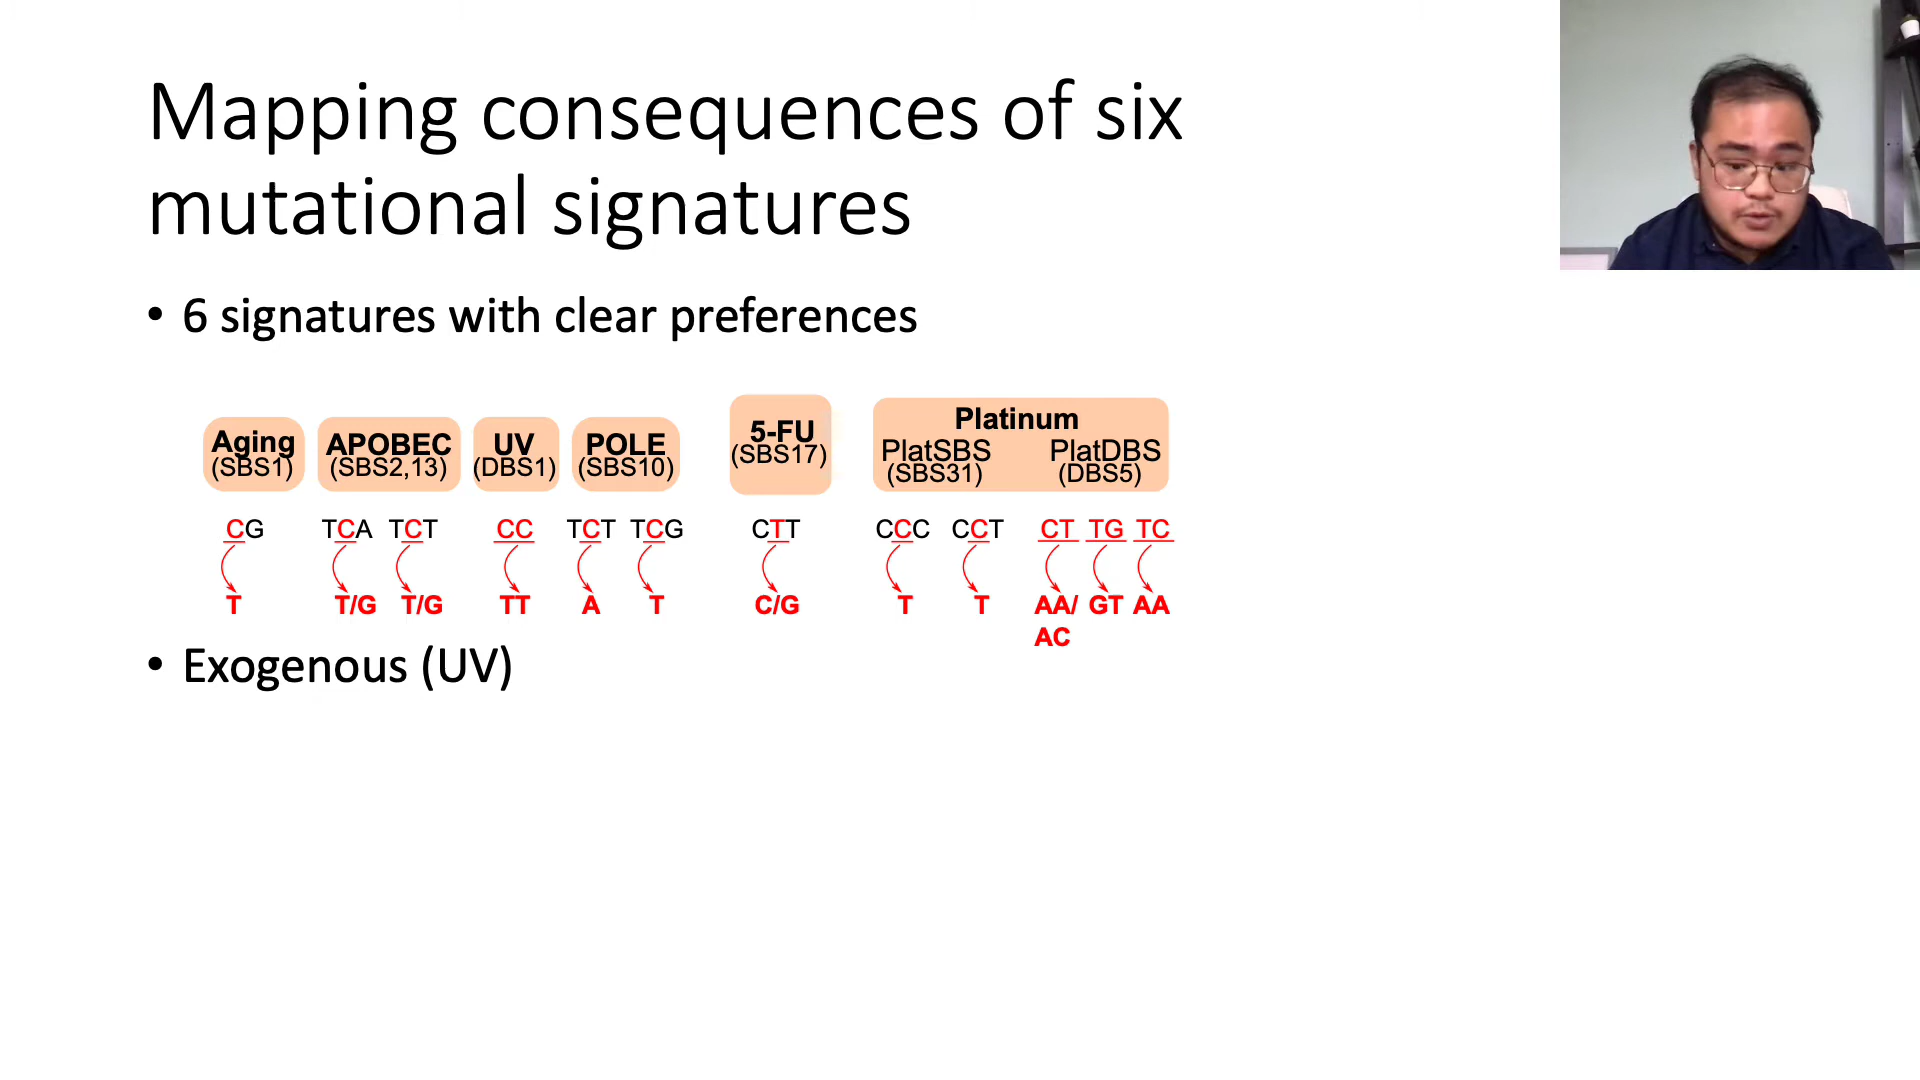 Mapping consequences of six
mutational signatures
• 6 signatures with clear preferences
Aging
(SBS1)
APOBEC
(SBS2,13)
UV
(DBS1)
POLE
(SBS10)
5-FU
(SBS17)
Platinum
PlatSBS PlatDBS
(SBS31) (DBS5)
CG TCA TCT CC TCT TCG CTT CCC CCT CT TG TC
T T/G T/G TT A T C/G T T AA/ GT AA
AC
• Exogenous (UV)